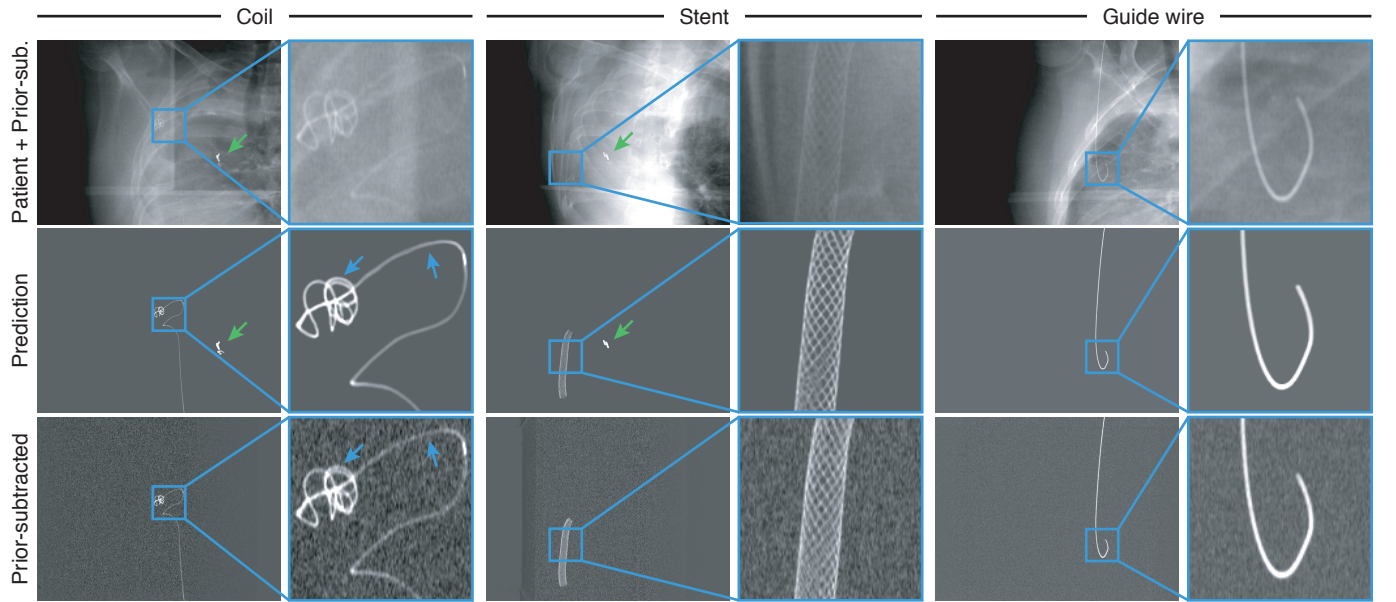 Coil
Stent
Guide wire
Patient + Prior-sub.
Prediction
Prior-subtracted